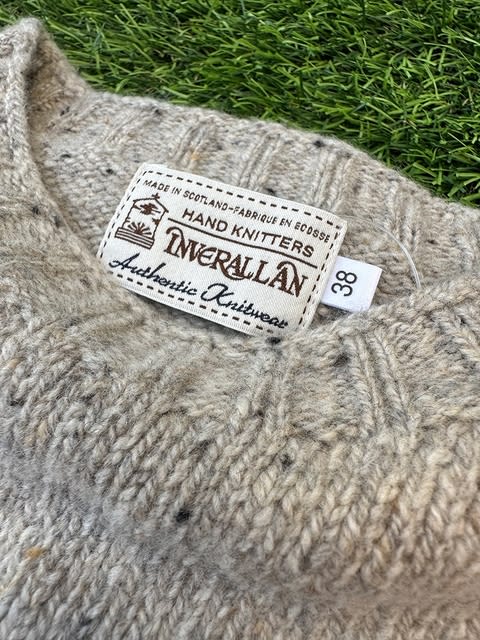 MADE IN SCOTLAND-FABRIQUE EN ECOSSE
HAND KNITTERS
INVERALLAN
Authentic Knitwear
38